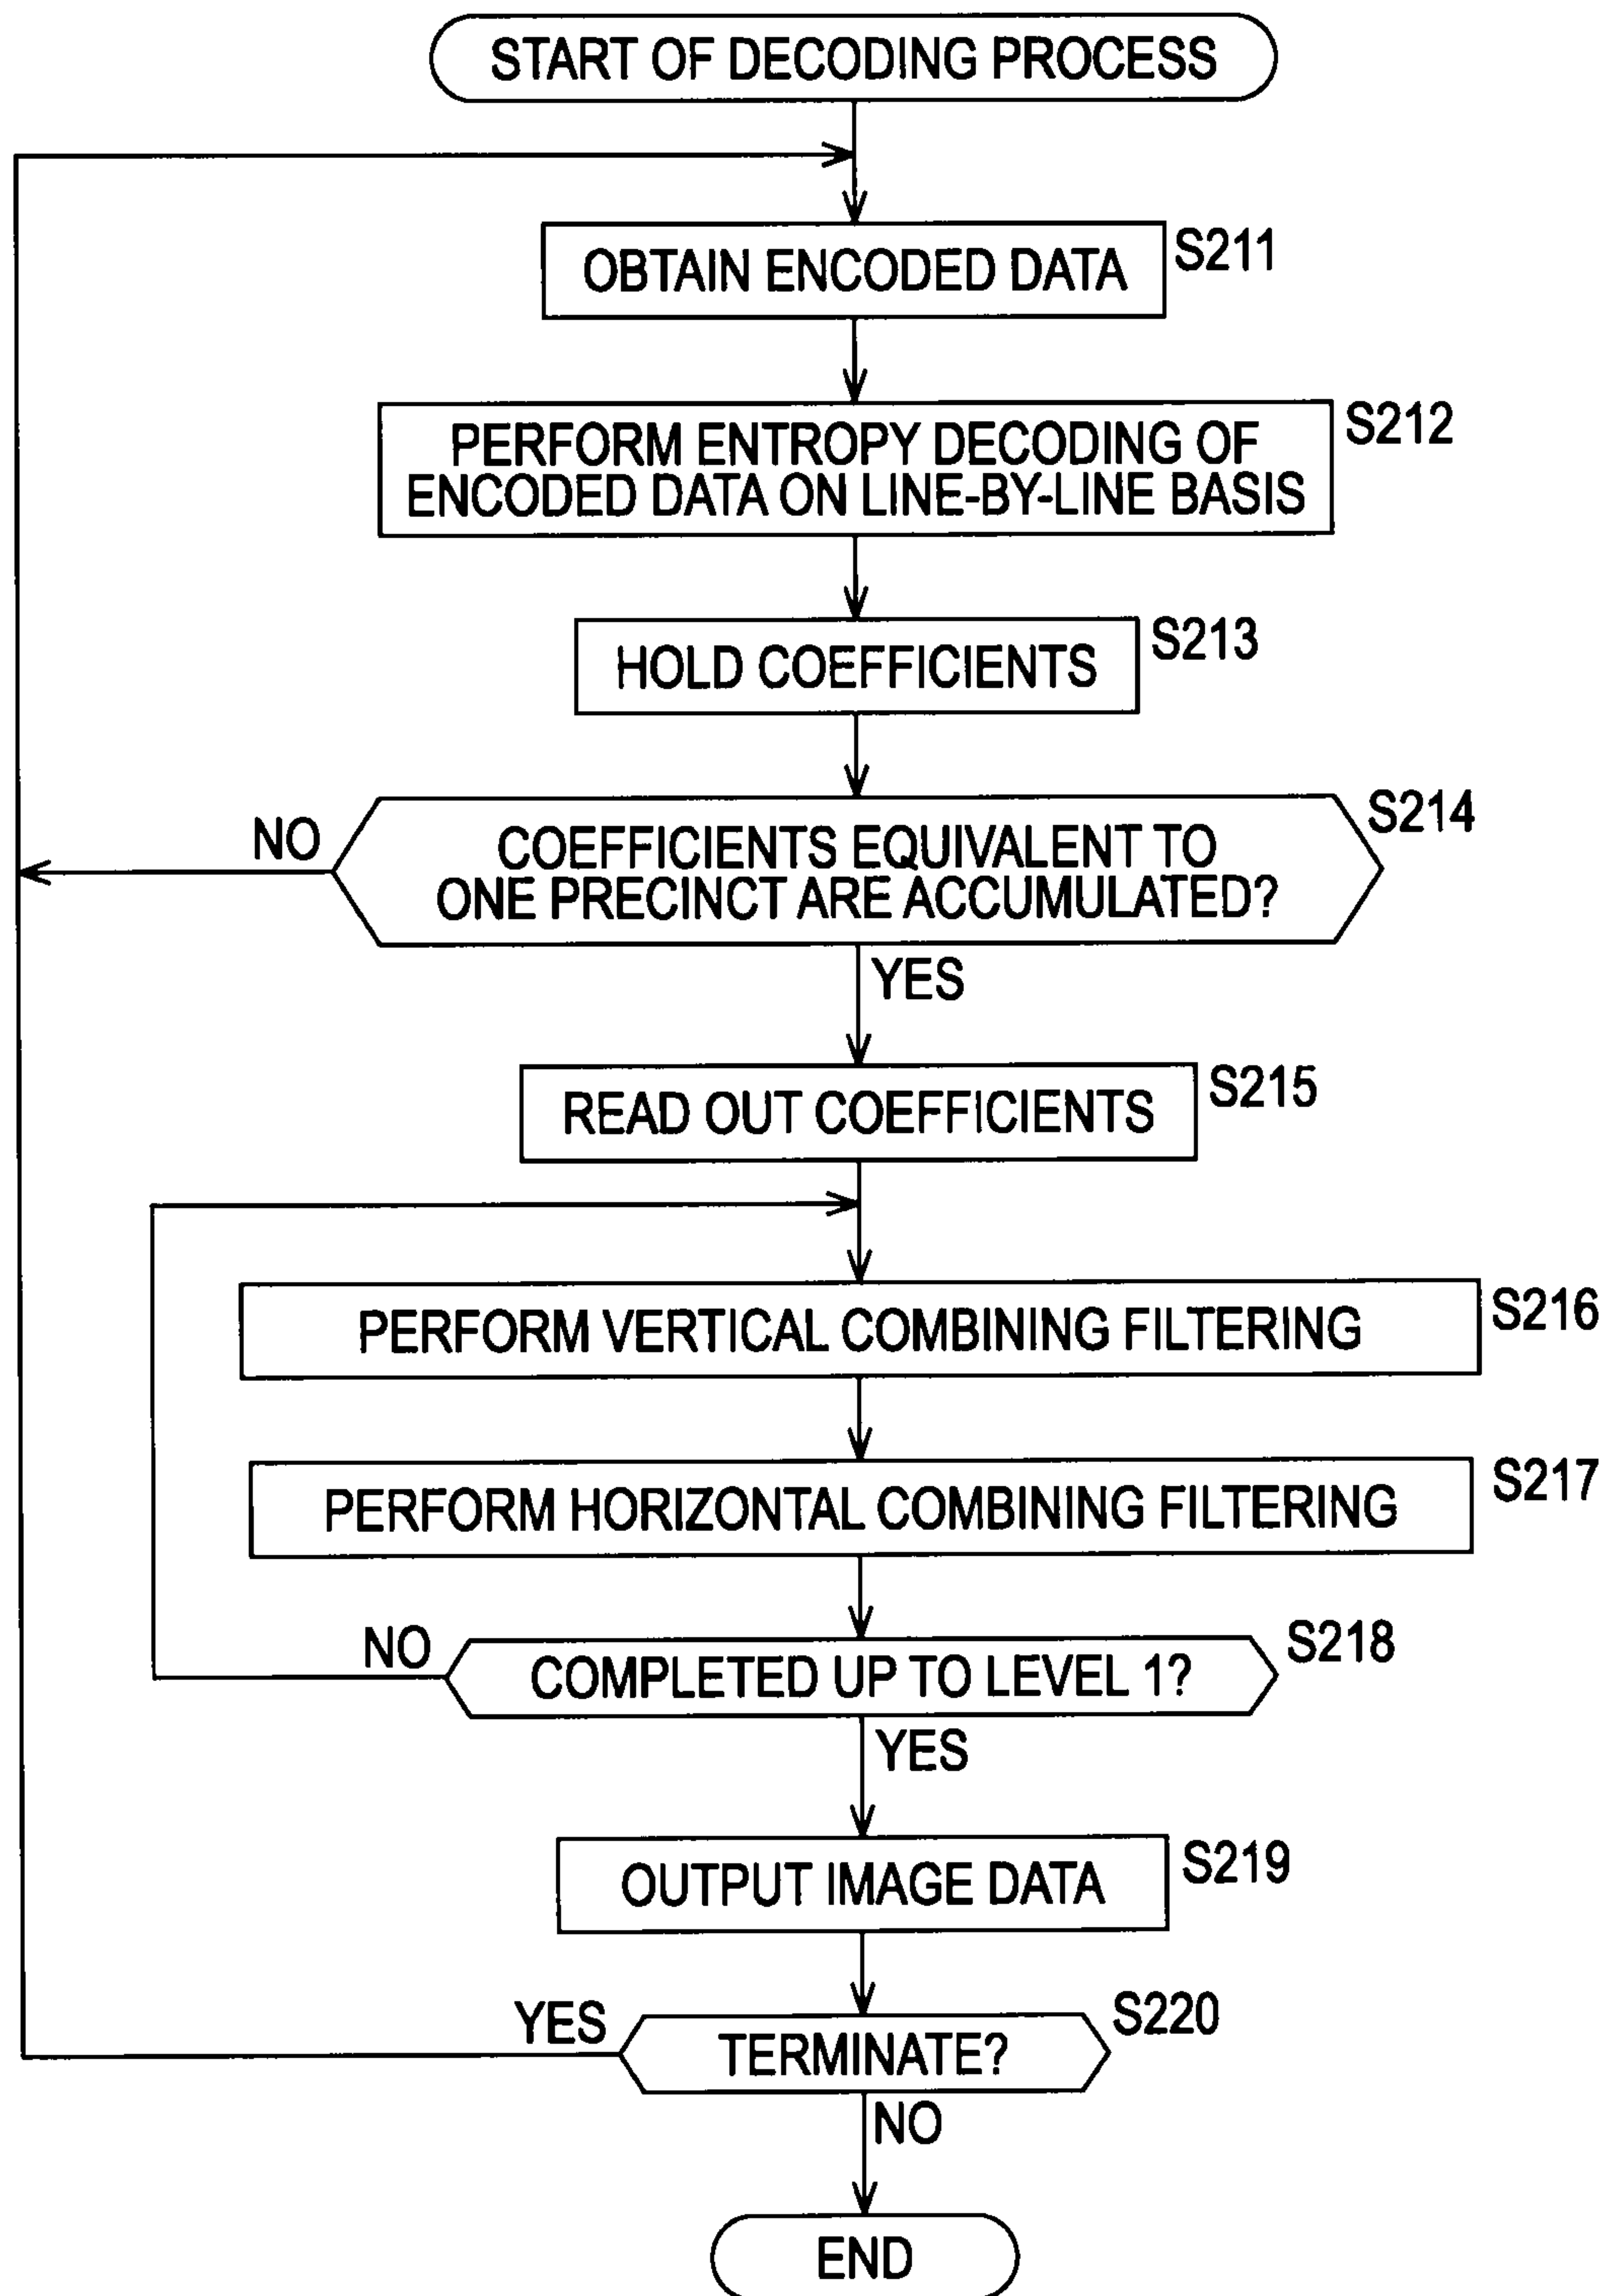 START OF DECODING PROCESS
OBTAIN ENCODED DATA
S211
PERFORM ENTROPY DECODING OF
ENCODED DATA ON LINE-BY-LINE BASIS
S212
HOLD COEFFICIENTS
S213
NO
COEFFICIENTS EQUIVALENT TO
ONE PRECINCT ARE ACCUMULATED?
S214
YES
READ OUT COEFFICIENTS
S215
PERFORM VERTICAL COMBINING FILTERING
S216
PERFORM HORIZONTAL COMBINING FILTERING
S217
NO
COMPLETED UP TO LEVEL 1?
S218
YES
OUTPUT IMAGE DATA
S219
YES
TERMINATE?
S220
NO
END